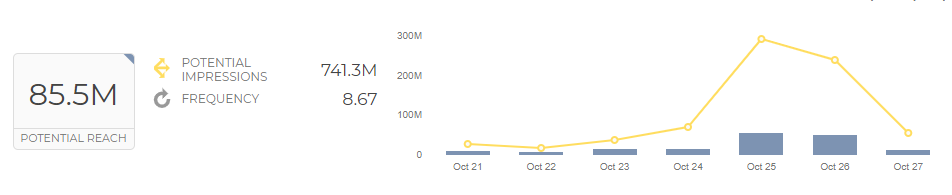 85.5M
POTENTIAL REACH
POTENTIAL
IMPRESSIONS
741.3M
FREQUENCY
8.67
300M
200M
100M
0
Oct 21
Oct 22
Oct 23
Oct 24
Oct 25
Oct 26
Oct 27